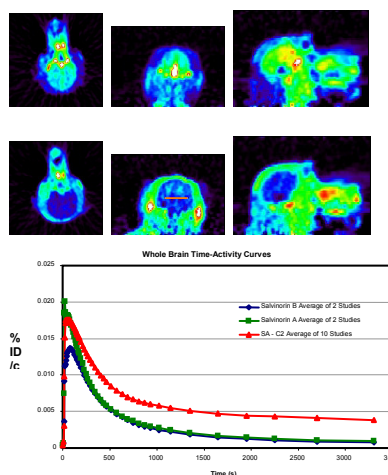 Whole Brain Time-Activity Curves
0.025
0.020
0.015
0.010
0.005
0
% ID
Salvinorin B Average of 2 Studies
Salvinorin A Average of 2 Studies
SA - C2 Average of 10 Studies
0 500 1000 1500 2000 2500 3000
Time (s)